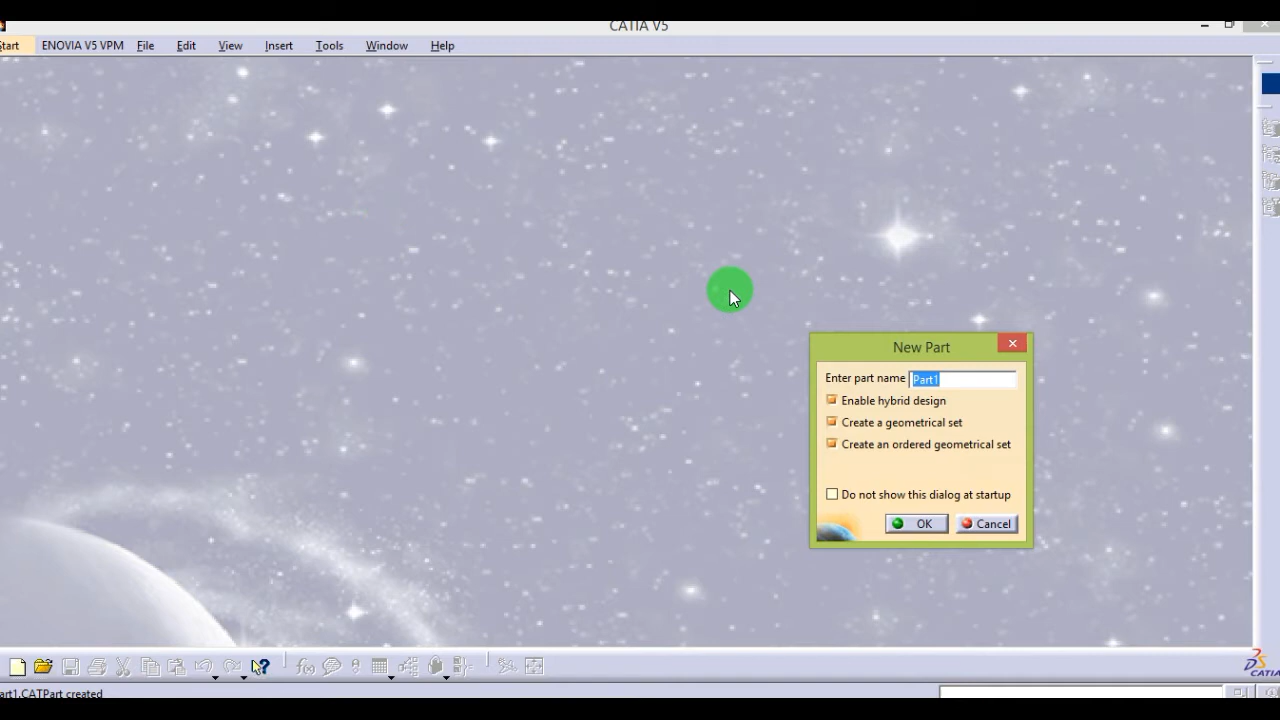 CATIA V5
tart ENOVIA V5 VPM File Edit View Insert Tools Window Help
New Part
Enter part name Part1
Enable hybrid design
Create a geometrical set
Create an ordered geometrical set
Do not show this dialog at startup
OK Cancel
f(x)
?
CATIA
art1.CATPart created